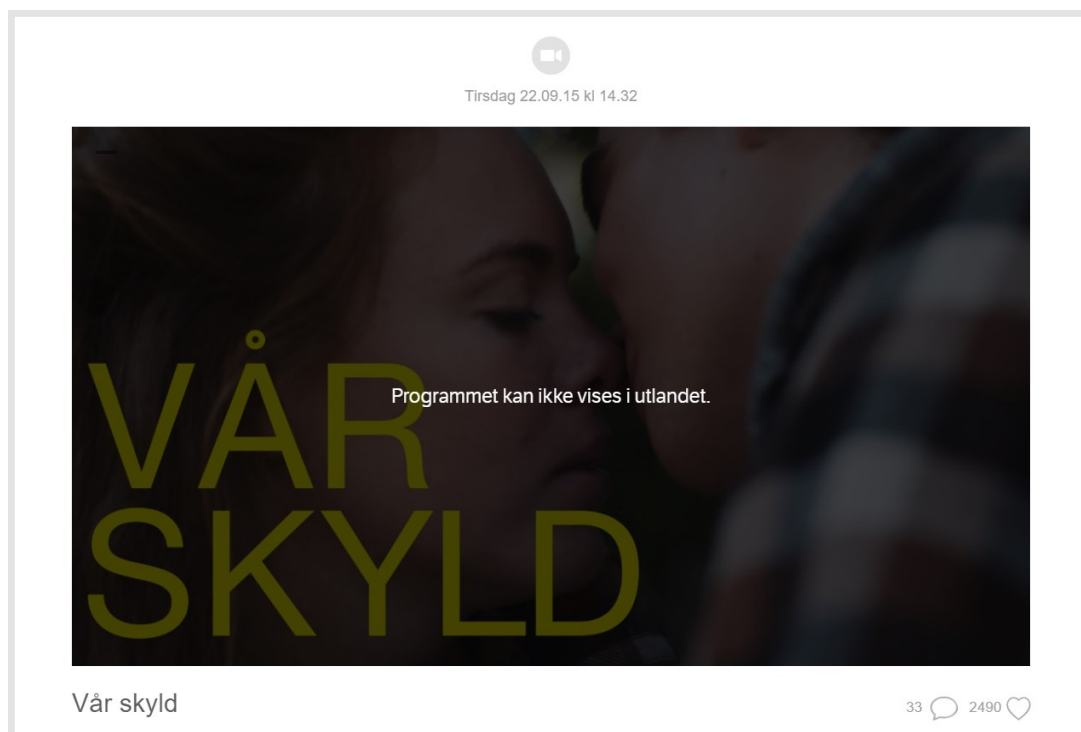 Tirsdag 22.09.15 kl 14.32
VÅR
Programmet kan ikke vises i utlandet.
SKYLD
Vår skyld
33 2490